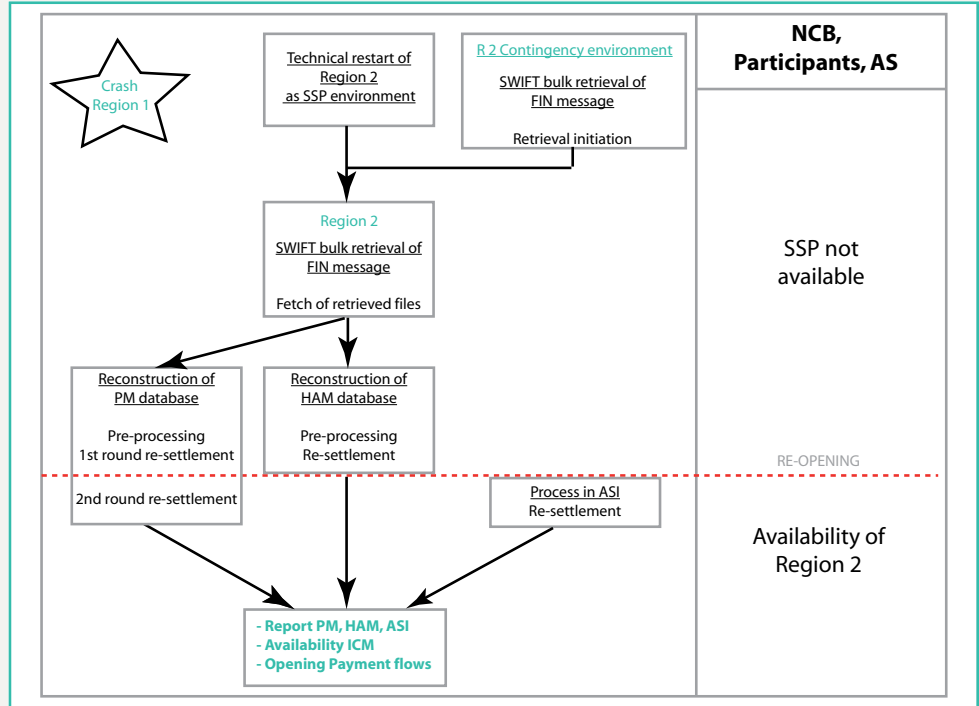 Crash
Region 1
Technical restart of
Region 2
as SSP environment
R 2 Contingency environment
SWIFT bulk retrieval of
FIN message
Retrieval initiation
NCB,
Participants, AS
Region 2
SWIFT bulk retrieval of
FIN message
Fetch of retrieved files
SSP not
available
Reconstruction of
PM database
Pre-processing
1st round re-settlement
2nd round re-settlement
Reconstruction of
HAM database
Pre-processing
Re-settlement
RE-OPENING
Process in ASI
Re-settlement
Availability of
Region 2
- Report PM, HAM, ASI
- Availability ICM
- Opening Payment flows